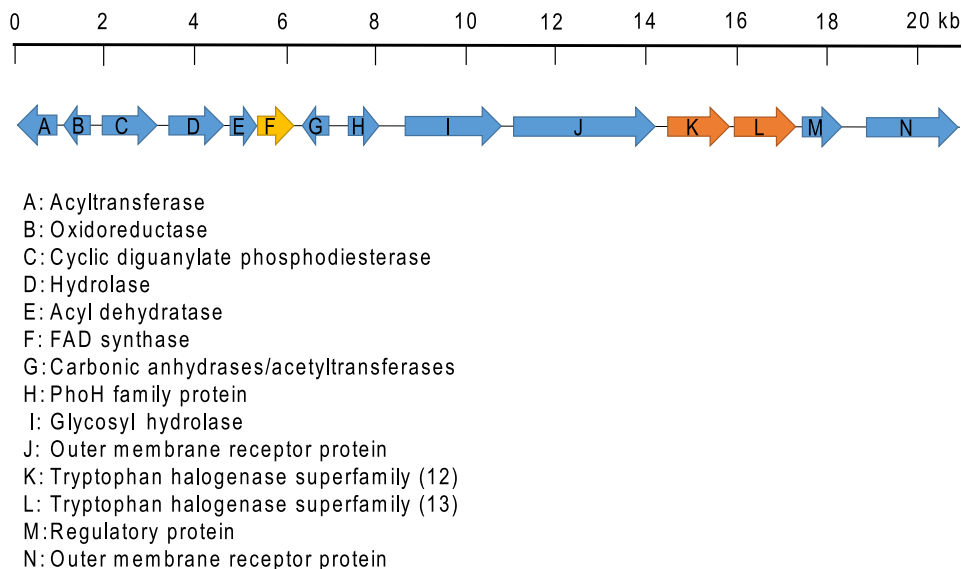 0 2 4 6 8 10 12 14 16 18 20 kb
A B C D E F G H I J K L M N
A: Acyltransferase
B: Oxidoreductase
C: Cyclic diguanylate phosphodiesterase
D: Hydrolase
E: Acyl dehydratase
F: FAD synthase
G: Carbonic anhydrases/acetyltransferases
H: PhoH family protein
I: Glycosyl hydrolase
J: Outer membrane receptor protein
K: Tryptophan halogenase superfamily (12)
L: Tryptophan halogenase superfamily (13)
M:Regulatory protein
N: Outer membrane receptor protein